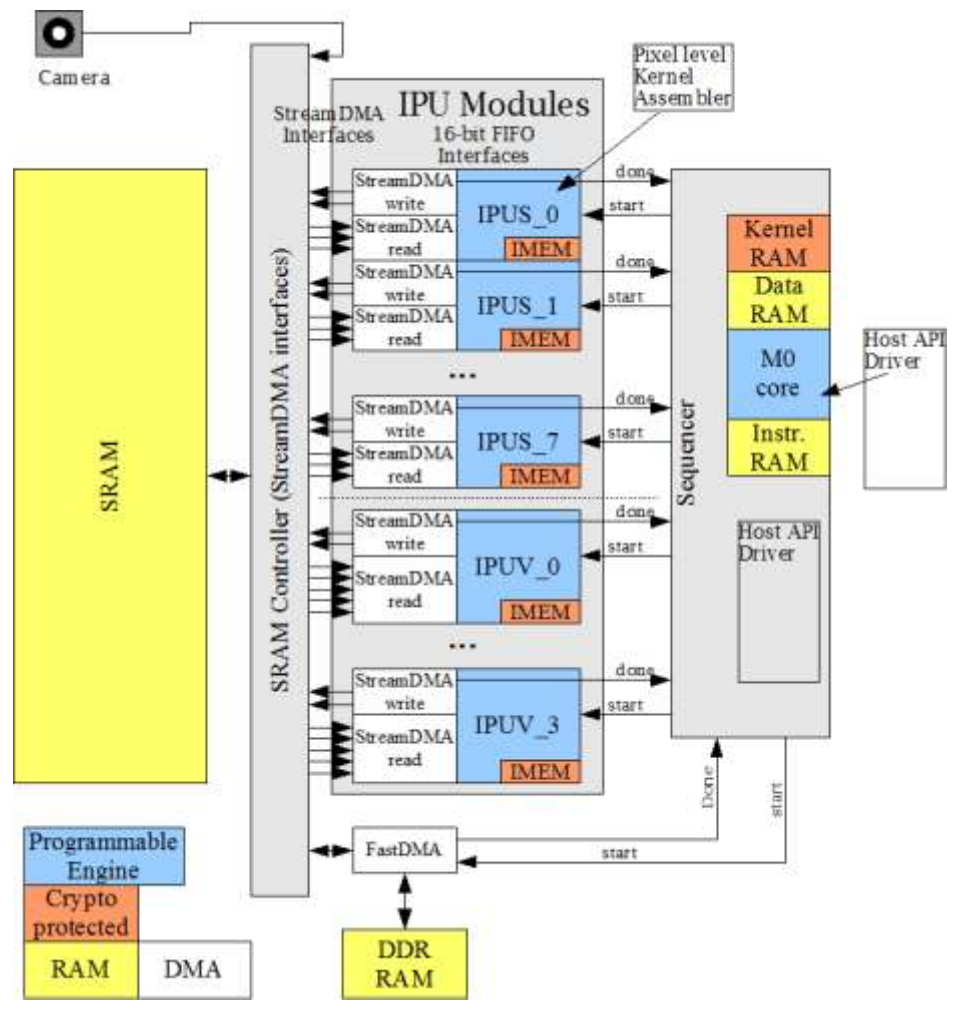 Camera
Pixel level
Kernel
Assembler
IPU Modules
16-bit FIFO
Interfaces
StreamDMA
Interfaces
SRAM
SRAM Controller (StreamDMA interfaces)
StreamDMA
write
StreamDMA
read
IPUS_0
IMEM
done
start
StreamDMA
write
StreamDMA
read
IPUS_1
IMEM
done
start
...
StreamDMA
write
StreamDMA
read
IPUS_7
IMEM
done
start
StreamDMA
write
StreamDMA
read
IPUV_0
IMEM
done
start
...
StreamDMA
write
StreamDMA
read
IPUV_3
IMEM
done
start
Sequencer
Kernel
RAM
Data
RAM
M0
core
Instr.
RAM
Host API
Driver
Host API
Driver
Done
start
FastDMA
start
DDR
RAM
Programmable
Engine
Crypto
protected
RAM
DMA